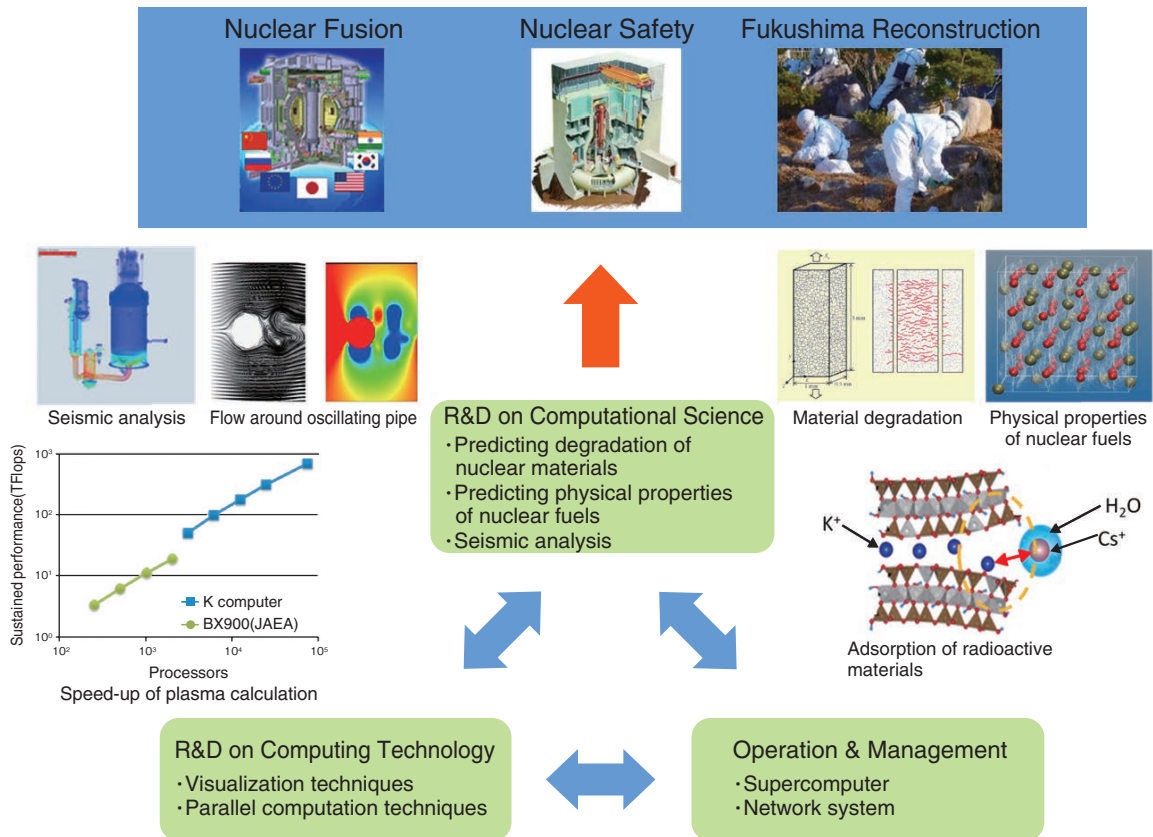 Nuclear Fusion
Nuclear Safety
Fukushima Reconstruction
Seismic analysis
Flow around oscillating pipe
Material degradation
Physical properties
of nuclear fuels
R&D on Computational Science
・Predicting degradation of
nuclear materials
・Predicting physical properties
of nuclear fuels
・Seismic analysis
Sustained performance(TFlops)
10³
10²
10¹
10⁰
K computer
BX900(JAEA)
10²
10³
10⁴
10⁵
Processors
Speed-up of plasma calculation
K⁺
H₂O
Cs⁺
Adsorption of radioactive
materials
R&D on Computing Technology
・Visualization techniques
・Parallel computation techniques
Operation & Management
・Supercomputer
・Network system